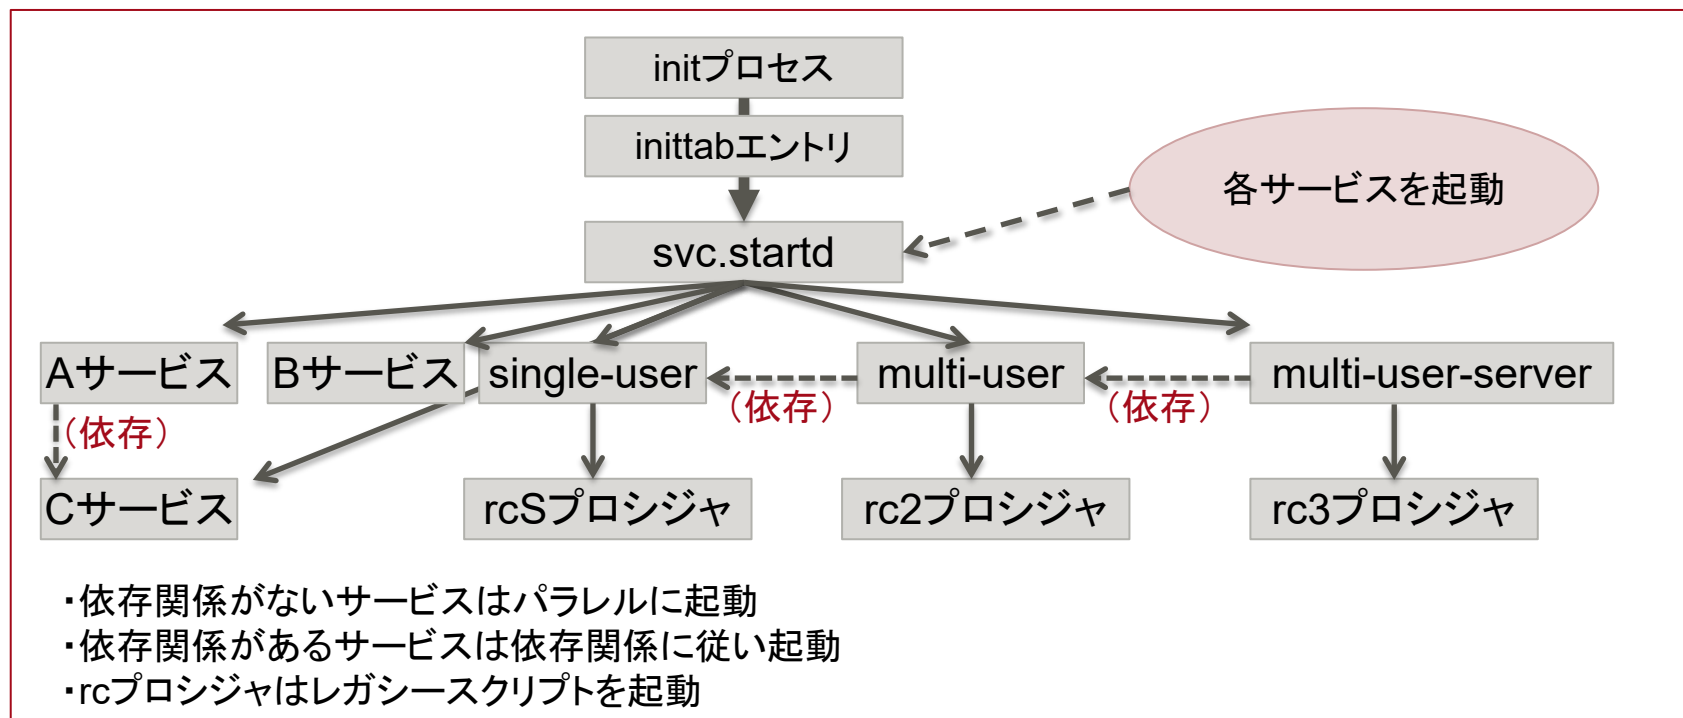 initプロセス
inittabエントリ
各サービスを起動
svc.startd
Aサービス
Bサービス
single-user
multi-user
multi-user-server
（依存）
（依存）
（依存）
Cサービス
rcSプロシジャ
rc2プロシジャ
rc3プロシジャ
・依存関係がないサービスはパラレルに起動
・依存関係があるサービスは依存関係に従い起動
・rcプロシジャはレガシースクリプトを起動